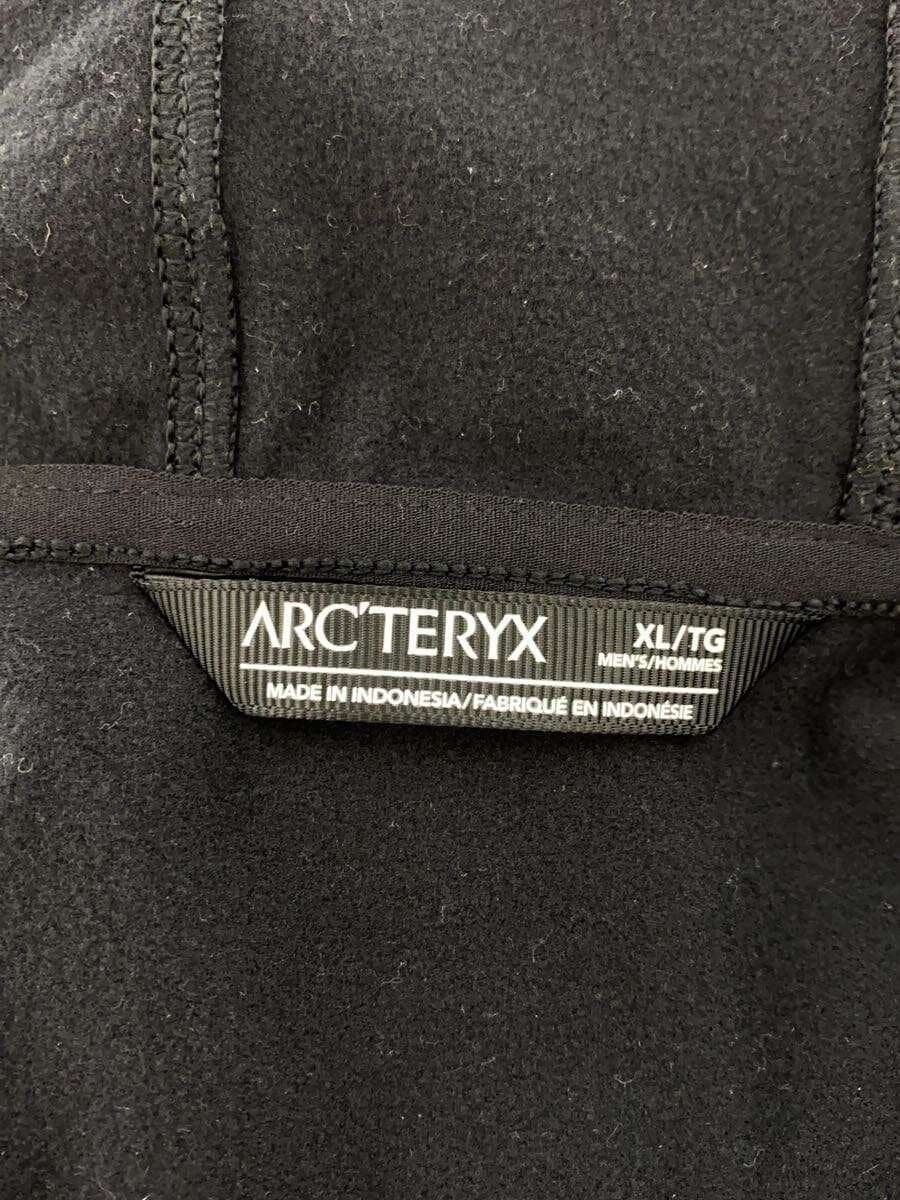 ARC'TERYX
XL/TG
MEN'S/HOMMES
MADE IN INDONESIA/FABRIQUÉ EN INDONÉSIE